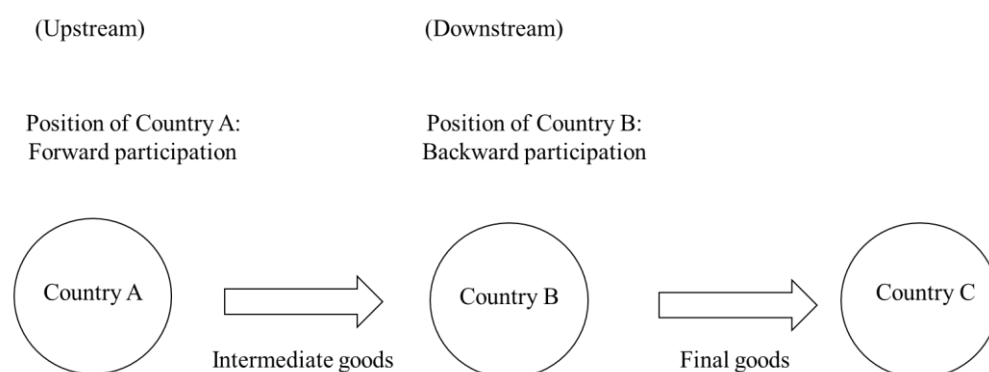 (Upstream)
(Downstream)
Position of Country A:
Forward participation
Position of Country B:
Backward participation
Country A
Country B
Country C
Intermediate goods
Final goods